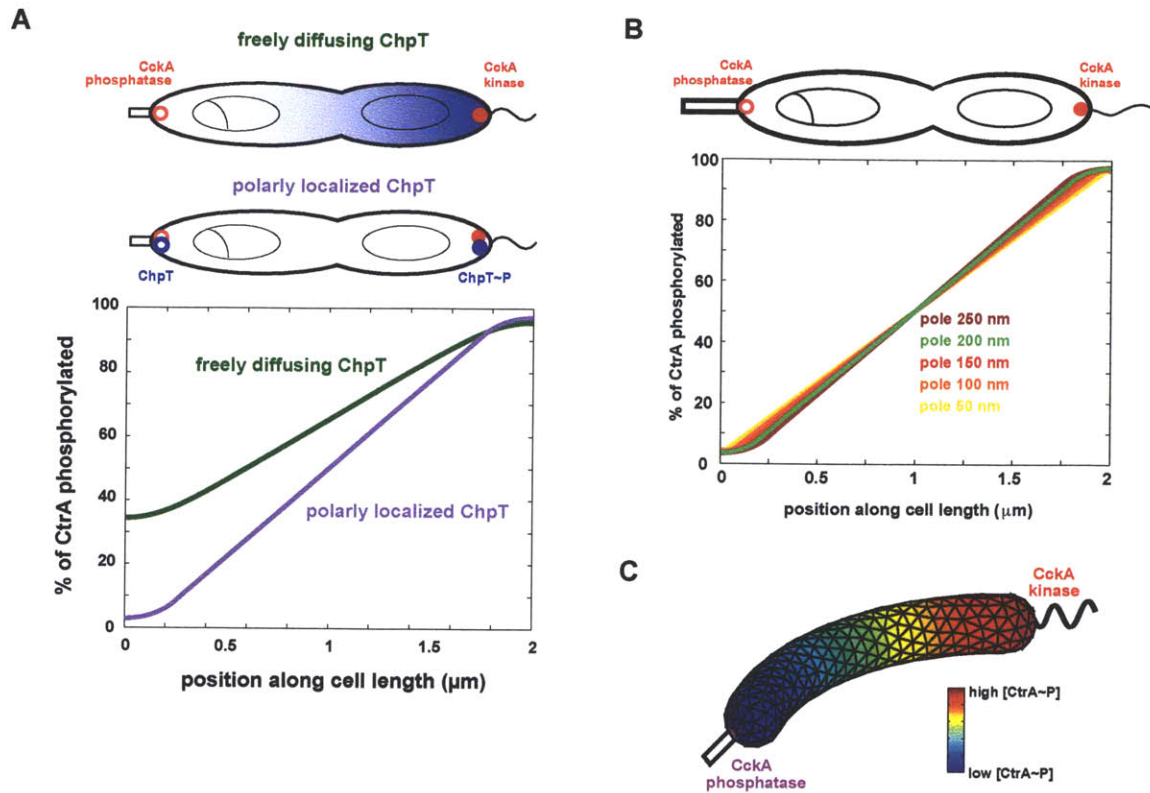 A
freely diffusing ChpT
CckA
phosphatase
CckA
kinase
polarly localized ChpT
ChpT
ChpT~P
100
80
60
40
20
0
% of CtrA phosphorylated
freely diffusing ChpT
polarly localized ChpT
0 0.5 1 1.5 2
position along cell length (µm)
B
CckA
phosphatase
CckA
kinase
100
80
60
40
20
0
% of CtrA phosphorylated
pole 250 nm
pole 200 nm
pole 150 nm
pole 100 nm
pole 50 nm
0 0.5 1 1.5 2
position along cell length (µm)
C
CckA
kinase
high [CtrA~P]
low [CtrA~P]
CckA
phosphatase